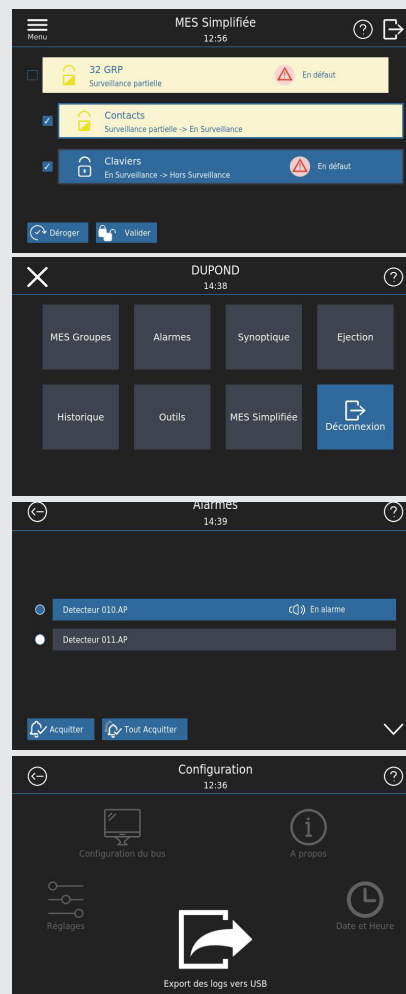 MES Simplifiée
Menu
12:56
32 GRP
Surveillance partielle
En défaut
Contacts
Surveillance partielle -> En Surveillance
Claviers
En Surveillance -> Hors Surveillance
En défaut
Déroger
Valider
DUPOND
14:38
MES Groupes
Alarmes
Synoptique
Ejection
Historique
Outils
MES Simplifiée
Déconnexion
Alarmes
14:39
Detecteur 010.AP
En alarme
Detecteur 011.AP
Acquitter
Tout Acquitter
Configuration
12:36
Configuration du bus
A propos
Réglages
Date et Heure
Export des logs vers USB